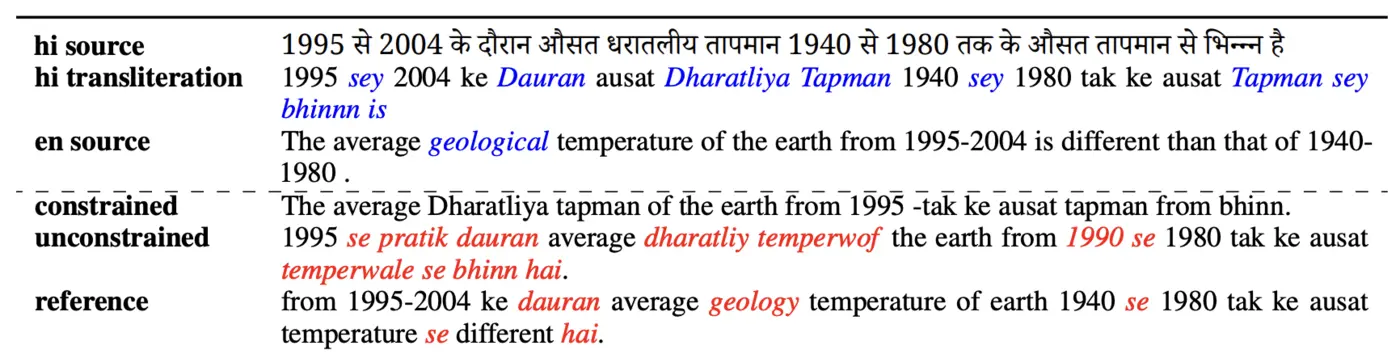 hi source 1995 से 2004 के दौरान औसत धरातलीय तापमान 1940 से 1980 तक के औसत तापमान से भिन्न्न है
hi transliteration 1995 sey 2004 ke Dauran ausat Dharatliya Tapman 1940 sey 1980 tak ke ausat Tapman sey
bhinnn is
en source The average geological temperature of the earth from 1995-2004 is different than that of 1940-
1980 .
constrained The average Dharatliya tapman of the earth from 1995 -tak ke ausat tapman from bhinn.
unconstrained 1995 se pratik dauran average dharatliy temperwof the earth from 1990 se 1980 tak ke ausat
temperwale se bhinn hai.
reference from 1995-2004 ke dauran average geology temperature of earth 1940 se 1980 tak ke ausat
temperature se different hai.